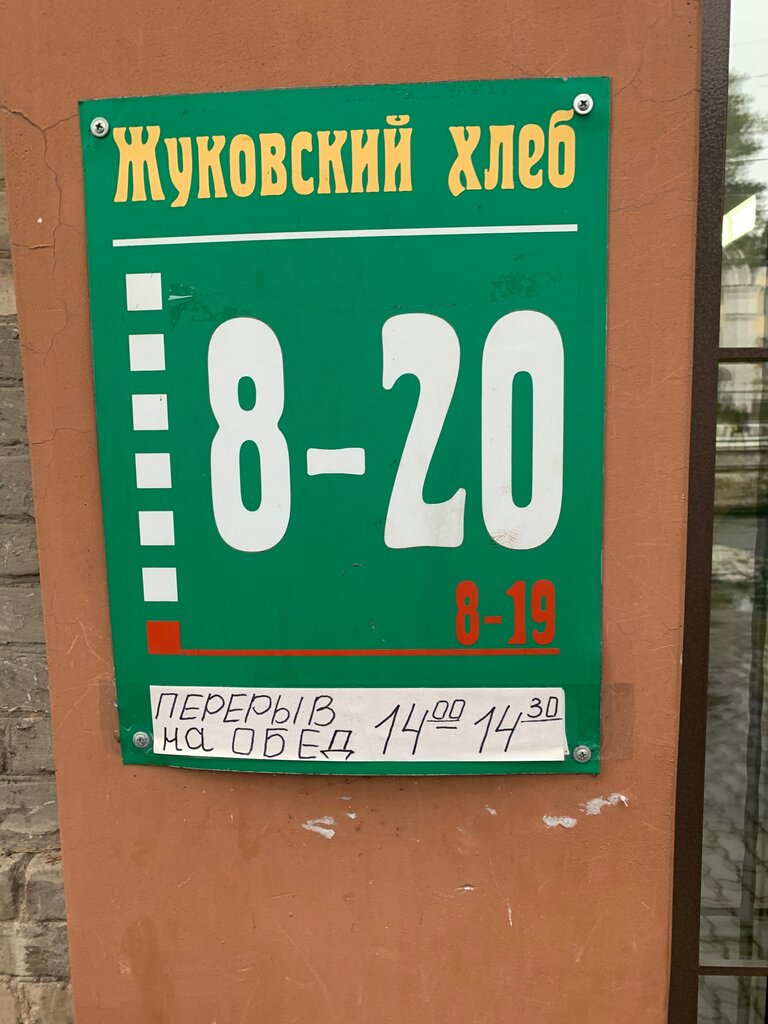 Жуковский хлеб
8-20
8-19
ПЕРЕРЫВ
на ОБЕД 14⁰⁰ 14³⁰